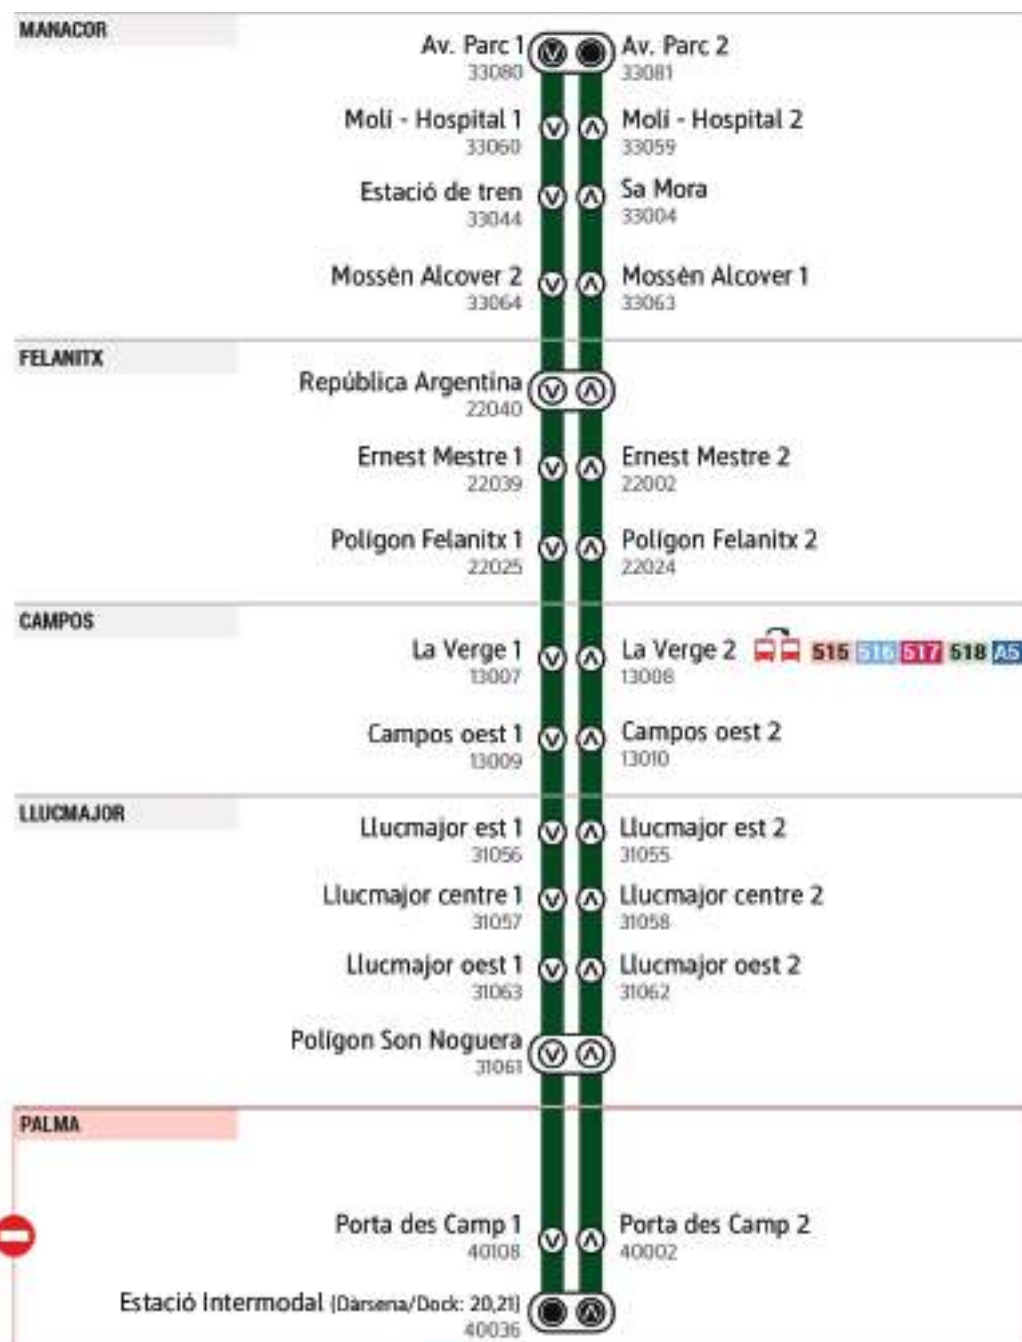 MANACOR
Av. Parc 1 Av. Parc 2
33080 33081
Molí - Hospital 1 Molí - Hospital 2
33060 33059
Estació de tren Sa Mora
33044 33004
Mossèn Alcover 2 Mossèn Alcover 1
33064 33063
FELANITX
República Argentina
22040
Ernest Mestre 1 Ernest Mestre 2
22039 22002
Polígon Felanitx 1 Polígon Felanitx 2
22025 22024
CAMPOS
La Verge 1 La Verge 2 515 516 517 518 A5
13007 13008
Campos oest 1 Campos oest 2
13009 13010
LLUCMAJOR
Llucmajor est 1 Llucmajor est 2
31056 31055
Llucmajor centre 1 Llucmajor centre 2
31057 31058
Llucmajor oest 1 Llucmajor oest 2
31063 31062
Polígon Son Noguera
31061
PALMA
Porta des Camp 1 Porta des Camp 2
40108 40002
Estació Intermodal (Dàrsena/Dock: 20,21)
40036